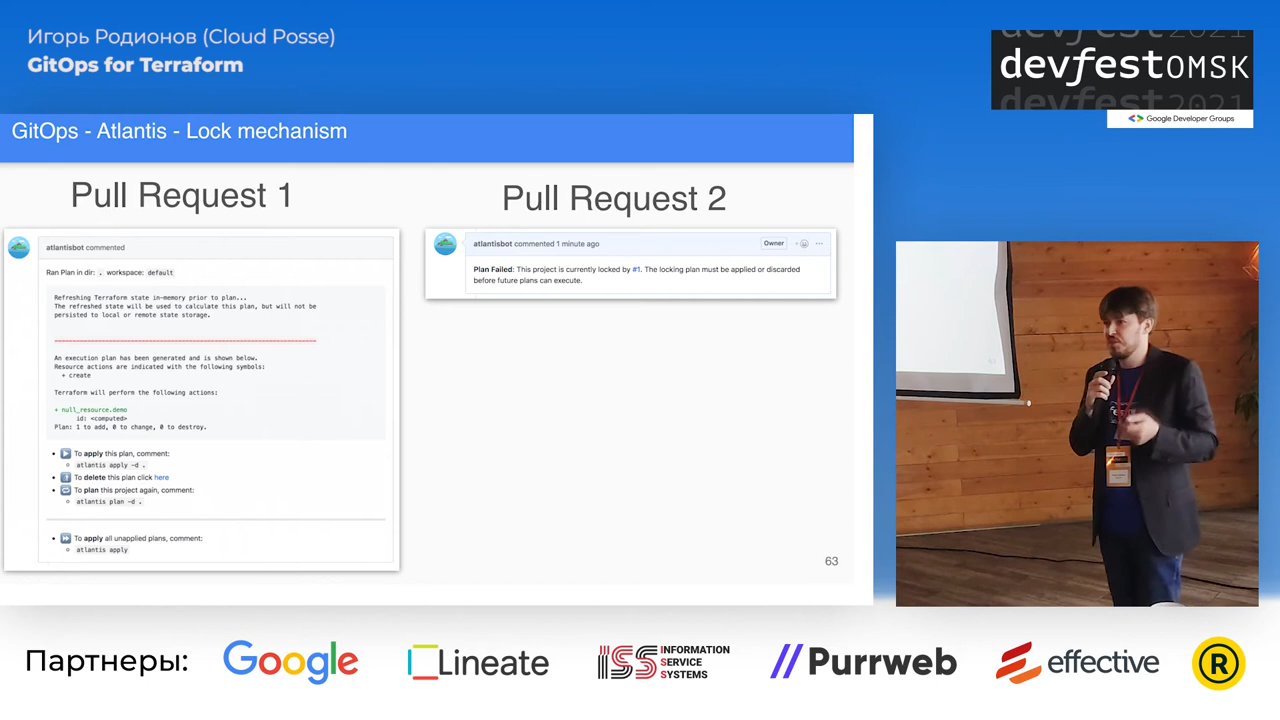 Игорь Родионов (Cloud Posse)
GitOps for Terraform
devfest 2021
devfest OMSK
devfest 2021
Google Developer Groups
GitOps - Atlantis - Lock mechanism
Pull Request 1
Pull Request 2
atlantisbot commented
Ran Plan in dir: . workspace: default
Refreshing Terraform state in-memory prior to plan...
The refreshed state will be used to calculate this plan, but will not be
persisted to local or remote state storage.
An execution plan has been generated and is shown below.
Resource actions are indicated with the following symbols:
+ create
Terraform will perform the following actions:
+ null_resource.demo
id: <computed>
Plan: 1 to add, 0 to change, 0 to destroy.
To apply this plan, comment:
atlantis apply -d .
To delete this plan click here
To plan this project again, comment:
atlantis plan -d .
To apply all unapplied plans, comment:
atlantis apply
atlantisbot commented 1 minute ago
Owner
Plan Failed: This project is currently locked by #1. The locking plan must be applied or discarded
before future plans can execute.
63
Партнеры:
Google
Lineate
ISS INFORMATION
SERVICE
SYSTEMS
Purrweb
effective
R